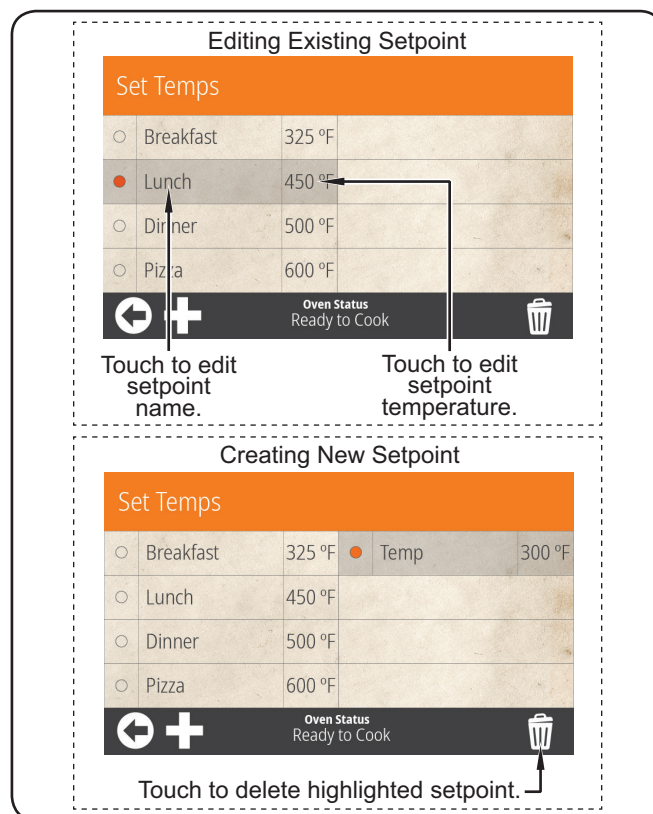 Editing Existing Setpoint
Set Temps
Breakfast 325 ºF
Lunch 450 ºF
Dinner 500 ºF
Pizza 600 ºF
Oven Status
Ready to Cook
Touch to edit
setpoint
name.
Touch to edit
setpoint
temperature.
Creating New Setpoint
Set Temps
Breakfast 325 ºF Temp 300 ºF
Lunch 450 ºF
Dinner 500 ºF
Pizza 600 ºF
Oven Status
Ready to Cook
Touch to delete highlighted setpoint.